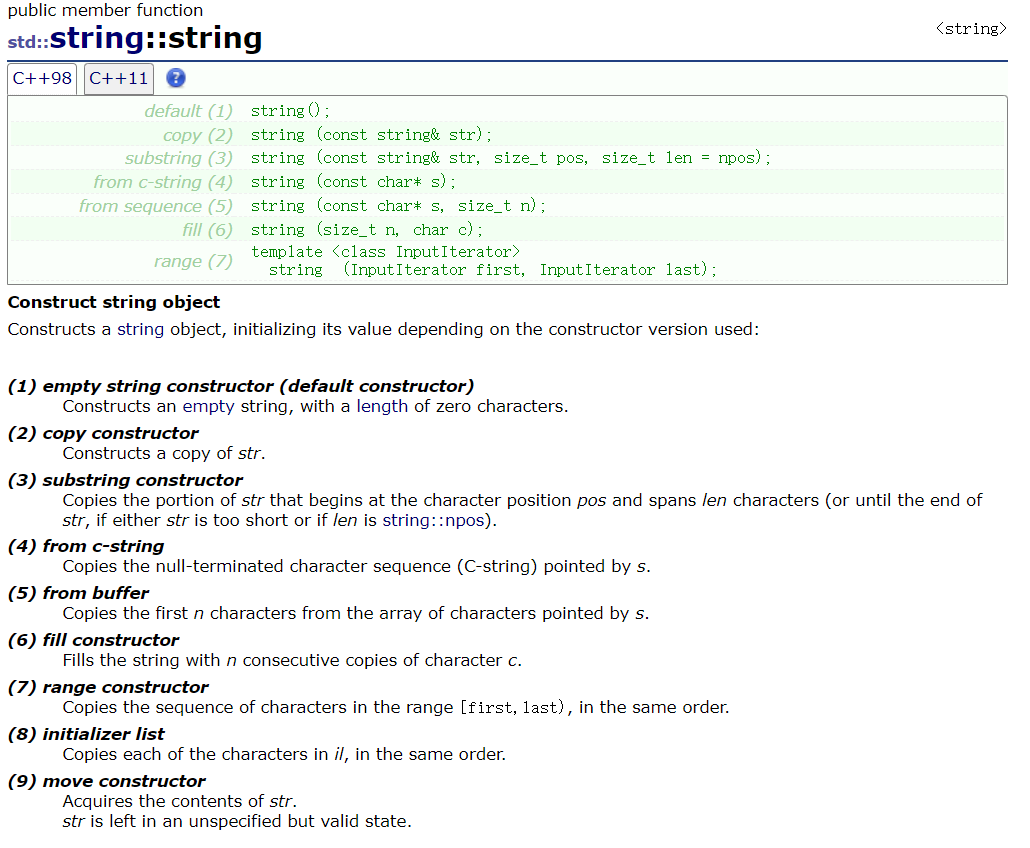 public member function
std::string::string
<string>
C++98 C++11 ?
default (1) string();
copy (2) string (const string& str);
substring (3) string (const string& str, size_t pos, size_t len = npos);
from c-string (4) string (const char* s);
from sequence (5) string (const char* s, size_t n);
fill (6) string (size_t n, char c);
range (7) template <class InputIterator>
string (InputIterator first, InputIterator last);
Construct string object
Constructs a string object, initializing its value depending on the constructor version used:
(1) empty string constructor (default constructor)
Constructs an empty string, with a length of zero characters.
(2) copy constructor
Constructs a copy of str.
(3) substring constructor
Copies the portion of str that begins at the character position pos and spans len characters (or until the end of
str, if either str is too short or if len is string::npos).
(4) from c-string
Copies the null-terminated character sequence (C-string) pointed by s.
(5) from buffer
Copies the first n characters from the array of characters pointed by s.
(6) fill constructor
Fills the string with n consecutive copies of character c.
(7) range constructor
Copies the sequence of characters in the range [first,last), in the same order.
(8) initializer list
Copies each of the characters in il, in the same order.
(9) move constructor
Acquires the contents of str.
str is left in an unspecified but valid state.